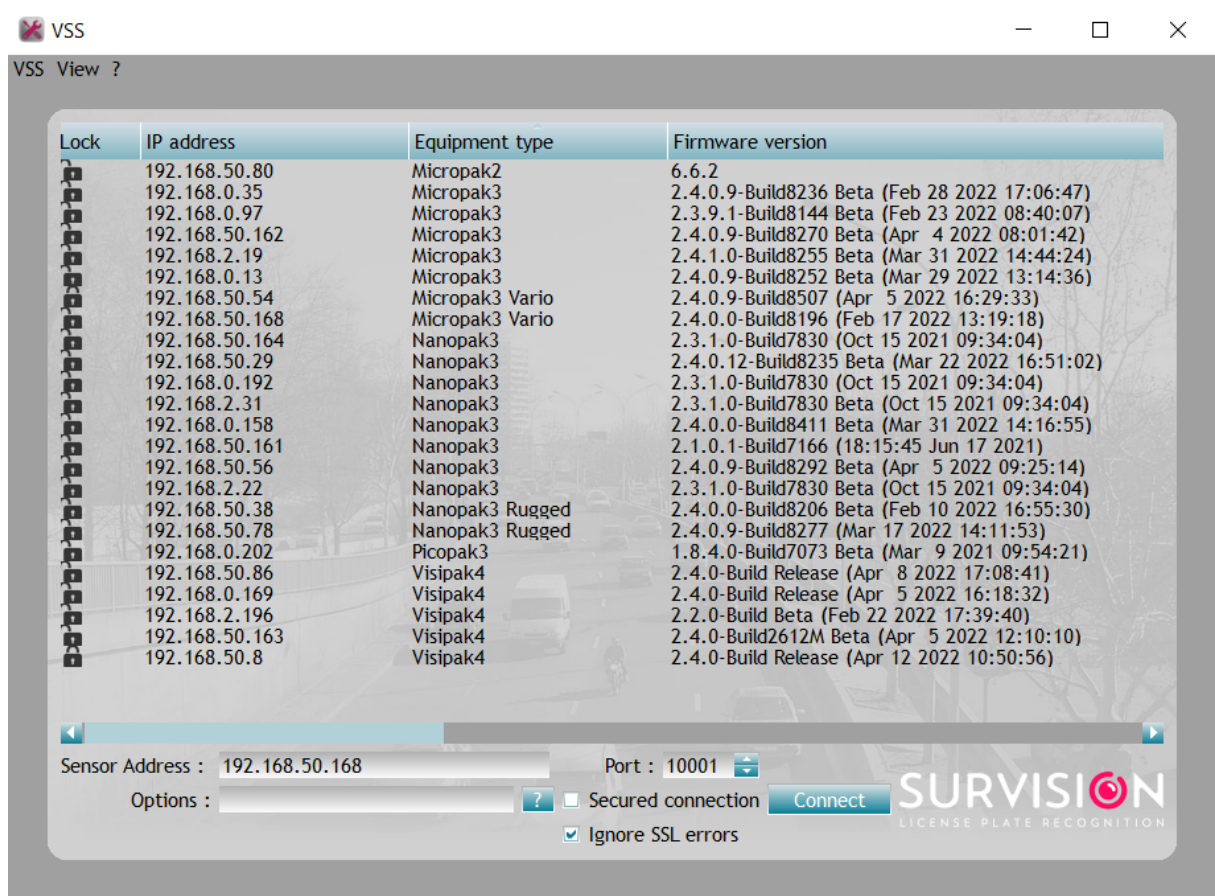 VSS
VSS View ?
Lock IP address Equipment type Firmware version
192.168.50.80 Micropak2 6.6.2
192.168.0.35 Micropak3 2.4.0.9-Build8236 Beta (Feb 28 2022 17:06:47)
192.168.0.97 Micropak3 2.3.9.1-Build8144 Beta (Feb 23 2022 08:40:07)
192.168.50.162 Micropak3 2.4.0.9-Build8270 Beta (Apr 4 2022 08:01:42)
192.168.2.19 Micropak3 2.4.1.0-Build8255 Beta (Mar 31 2022 14:44:24)
192.168.0.13 Micropak3 2.4.0.9-Build8252 Beta (Mar 29 2022 13:14:36)
192.168.50.54 Micropak3 Vario 2.4.0.9-Build8507 (Apr 5 2022 16:29:33)
192.168.50.168 Micropak3 Vario 2.4.0.0-Build8196 (Feb 17 2022 13:19:18)
192.168.50.164 Nanopak3 2.3.1.0-Build7830 (Oct 15 2021 09:34:04)
192.168.50.29 Nanopak3 2.4.0.12-Build8235 Beta (Mar 22 2022 16:51:02)
192.168.0.192 Nanopak3 2.3.1.0-Build7830 (Oct 15 2021 09:34:04)
192.168.2.31 Nanopak3 2.3.1.0-Build7830 Beta (Oct 15 2021 09:34:04)
192.168.0.158 Nanopak3 2.4.0.0-Build8411 Beta (Mar 31 2022 14:16:55)
192.168.50.161 Nanopak3 2.1.0.1-Build7166 (18:15:45 Jun 17 2021)
192.168.50.56 Nanopak3 2.4.0.9-Build8292 Beta (Apr 5 2022 09:25:14)
192.168.2.22 Nanopak3 2.3.1.0-Build7830 Beta (Oct 15 2021 09:34:04)
192.168.50.38 Nanopak3 Rugged 2.4.0.0-Build8206 Beta (Feb 10 2022 16:55:30)
192.168.50.78 Nanopak3 Rugged 2.4.0.9-Build8277 (Mar 17 2022 14:11:53)
192.168.0.202 Picopak3 1.8.4.0-Build7073 Beta (Mar 9 2021 09:54:21)
192.168.50.86 Visipak4 2.4.0-Build Release (Apr 8 2022 17:08:41)
192.168.0.169 Visipak4 2.4.0-Build Release (Apr 5 2022 16:18:32)
192.168.2.196 Visipak4 2.2.0-Build Beta (Feb 22 2022 17:39:40)
192.168.50.163 Visipak4 2.4.0-Build2612M Beta (Apr 5 2022 12:10:10)
192.168.50.8 Visipak4 2.4.0-Build Release (Apr 12 2022 10:50:56)
Sensor Address : 192.168.50.168 Port : 10001
Options : ? Secured connection Connect
Ignore SSL errors
SURVISION
LICENSE PLATE RECOGNITION